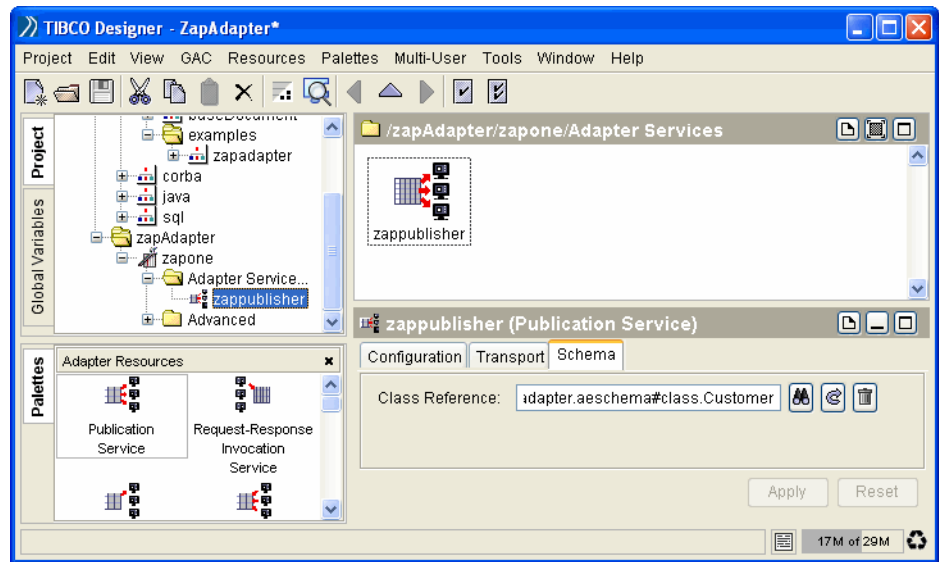 TIBCO Designer - ZapAdapter*
Project Edit View GAC Resources Palettes Multi-User Tools Window Help
Project
Global Variables
baseDocument
examples
zapadapter
corba
java
sql
zapAdapter
zapone
Adapter Service...
zappublisher
Advanced
/zapAdapter/zapone/Adapter Services
zappublisher
Palettes
Adapter Resources
Publication
Service
Request-Response
Invocation
Service
zappublisher (Publication Service)
Configuration Transport Schema
Class Reference: adapter.aeschema#class.Customer
Apply Reset
17M of 29M